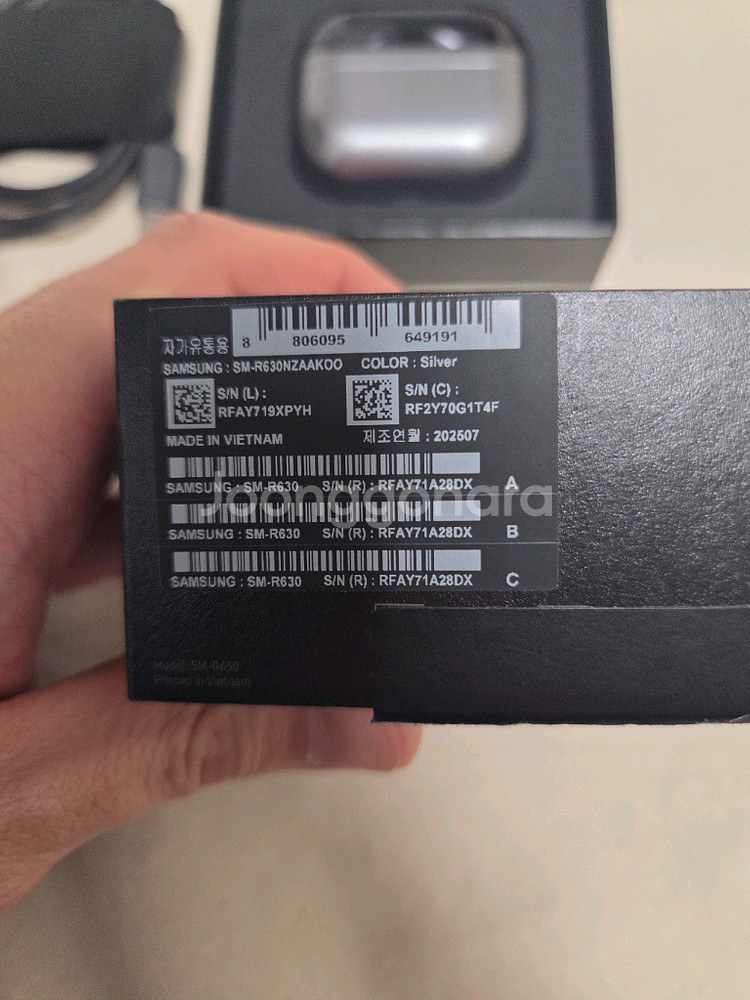 자가유통용
8 806095 649191
SAMSUNG : SM-R630NZAAKOO COLOR : Silver
S/N (L) : RFAY719XPYH
S/N (C) : RF2Y70G1T4F
MADE IN VIETNAM 제조연월 : 202507
SAMSUNG : SM-R630 S/N (R) : RFAY71A28DX A
Joonggonara
SAMSUNG : SM-R630 S/N (R) : RFAY71A28DX B
SAMSUNG : SM-R630 S/N (R) : RFAY71A28DX C
Model: SM-R630
Printed in Vietnam